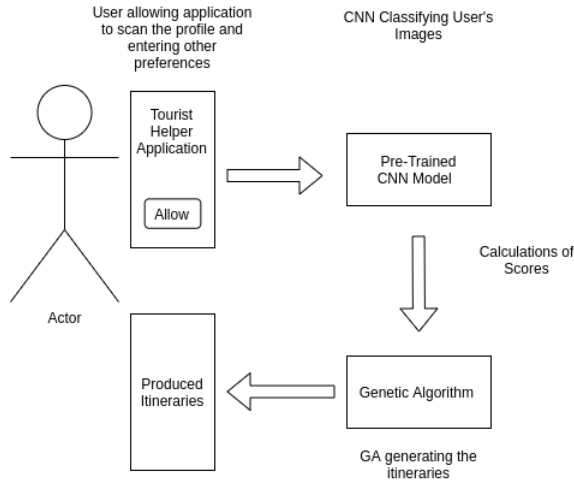 User allowing application
to scan the profile and
entering other
preferences
CNN Classifying User's
Images
Tourist
Helper
Application
Allow
Pre-Trained
CNN Model
Calculations of
Scores
Actor
Produced
Itineraries
Genetic Algorithm
GA generating the
itineraries